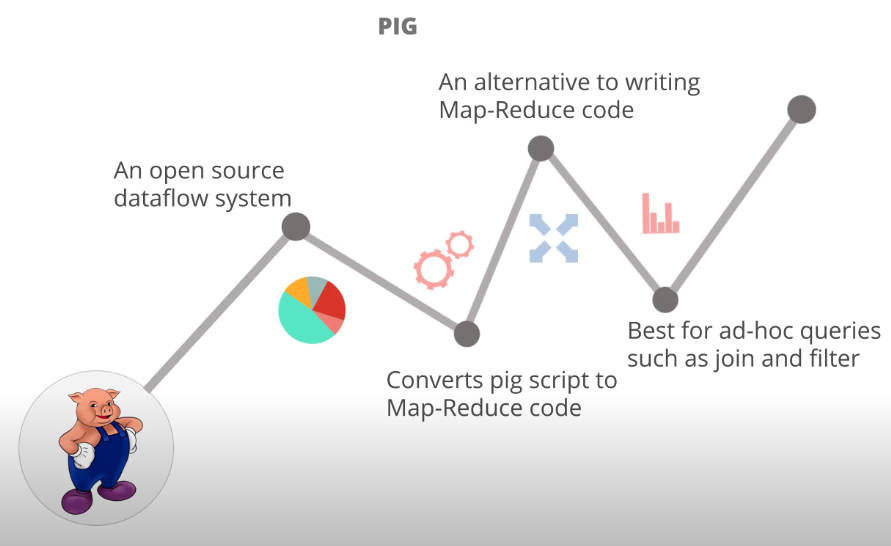 PIG
An open source
dataflow system
Converts pig script to
Map-Reduce code
An alternative to writing
Map-Reduce code
Best for ad-hoc queries
such as join and filter